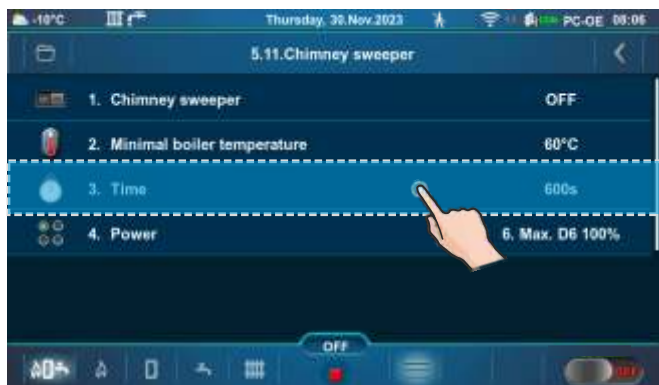 -10°C Thursday, 30.Nov.2023 PC-OE 08:06
5.11.Chimney sweeper
1. Chimney sweeper OFF
2. Minimal boiler temperature 60°C
3. Time 600s
4. Power 6. Max. D6 100%
OFF
OFF